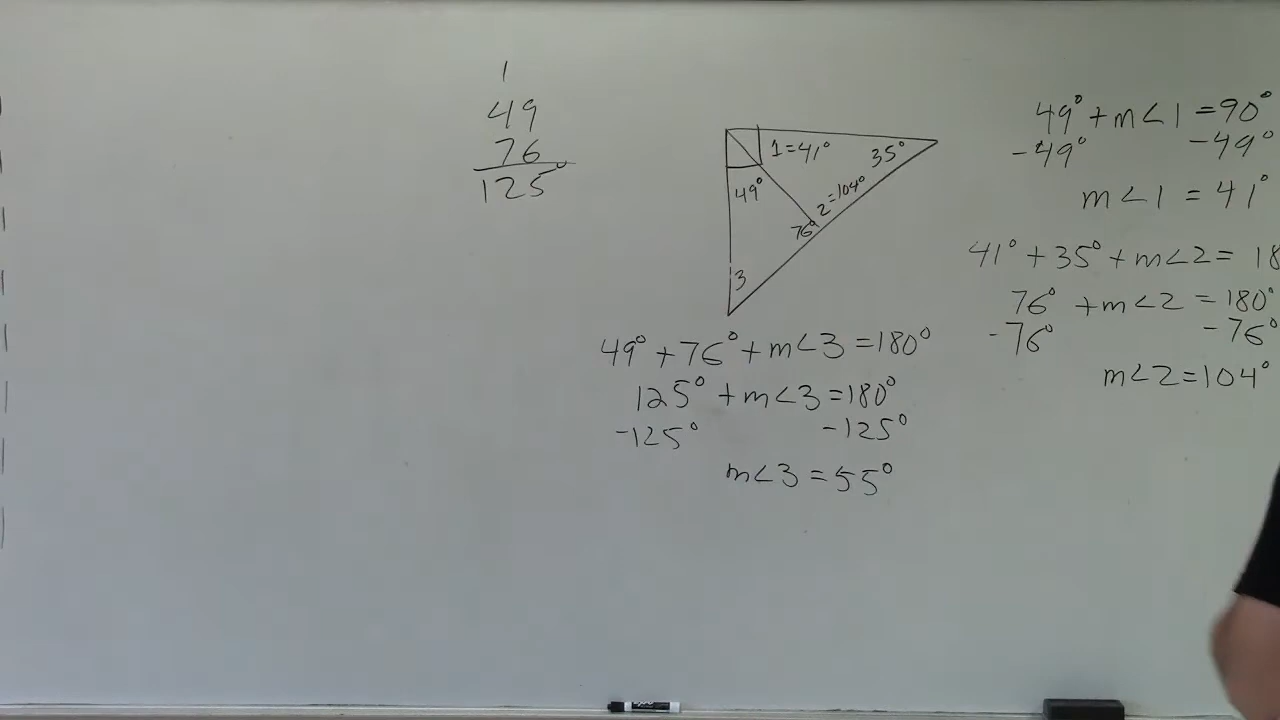 1
49
76
125°
1=41°
35°
49°
2=104°
76°
3
49° + 76° + m<3 = 180°
125° + m<3 = 180°
-125° -125°
m<3 = 55°
49° + m<1 = 90°
-49° -49°
m<1 = 41°
41° + 35° + m<2 = 18
76° + m<2 = 180°
-76° -76°
m<2 = 104°